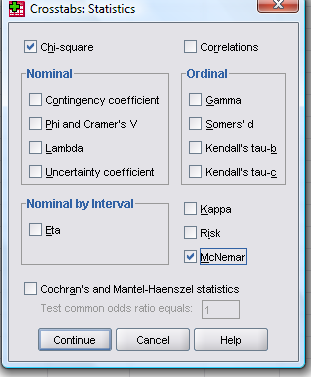 Crosstabs: Statistics
Chi-square
Correlations
Nominal
Ordinal
Contingency coefficient
Gamma
Phi and Cramer's V
Somers' d
Lambda
Kendall's tau-b
Uncertainty coefficient
Kendall's tau-c
Nominal by Interval
Kappa
Eta
Risk
McNemar
Cochran's and Mantel-Haenszel statistics
Test common odds ratio equals: 1
Continue Cancel Help